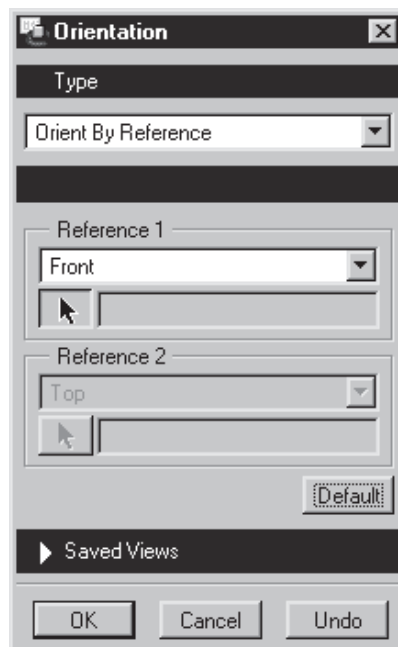 Orientation
Type
Orient By Reference
Reference 1
Front
Reference 2
Top
Default
Saved Views
OK Cancel Undo